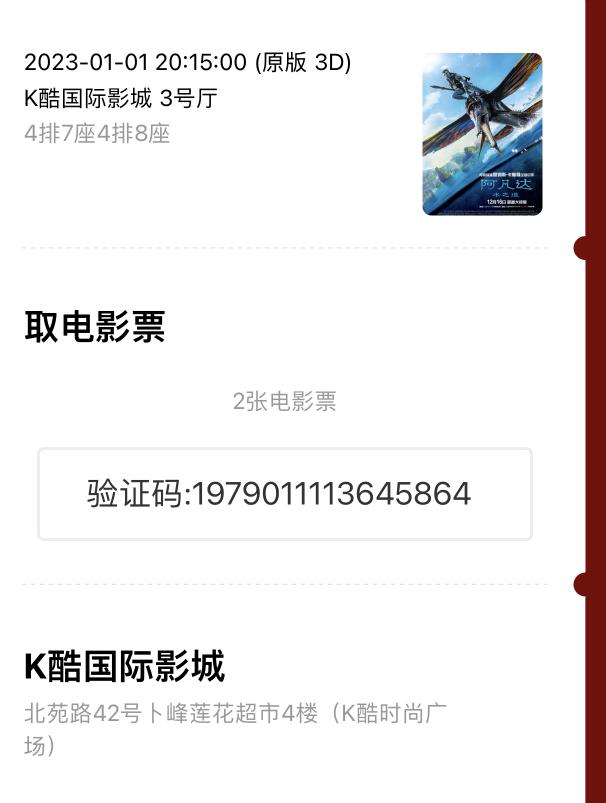 2023-01-01 20:15:00 (原版 3D)
K酷国际影城 3号厅
4排7座4排8座
阿凡达
水之道
12月16日
取电影票
2张电影票
验证码:1979011113645864
K酷国际影城
北苑路42号卜峰莲花超市4楼（K酷时尚广
场）